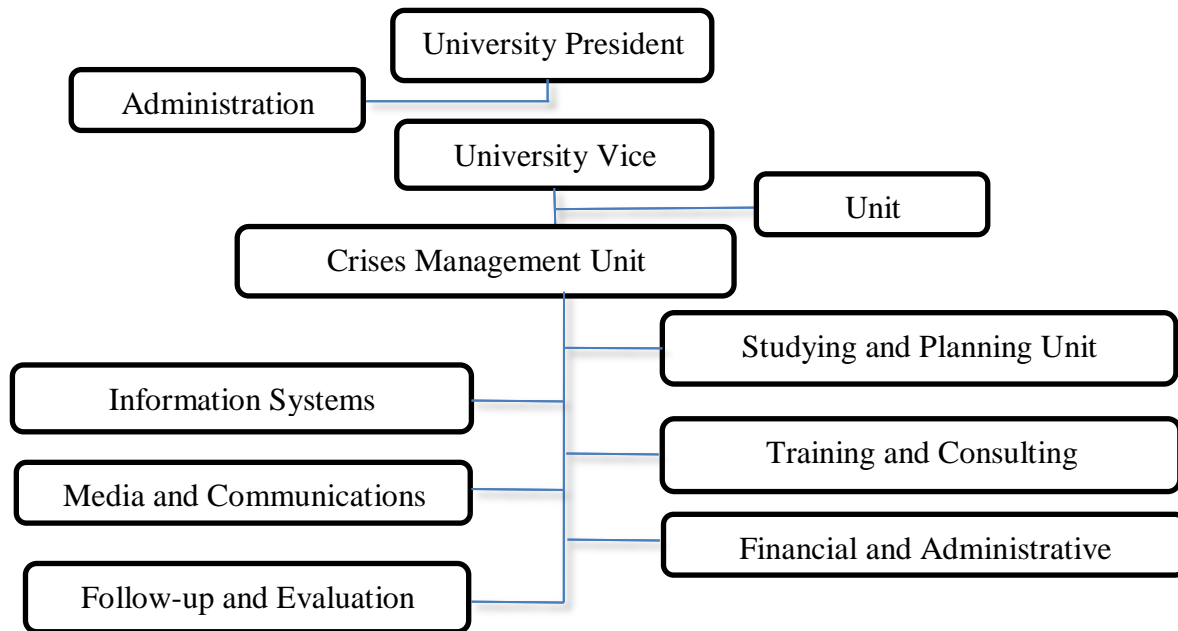 University President
Administration
University Vice
Unit
Crises Management Unit
Studying and Planning Unit
Information Systems
Training and Consulting
Media and Communications
Financial and Administrative
Follow-up and Evaluation